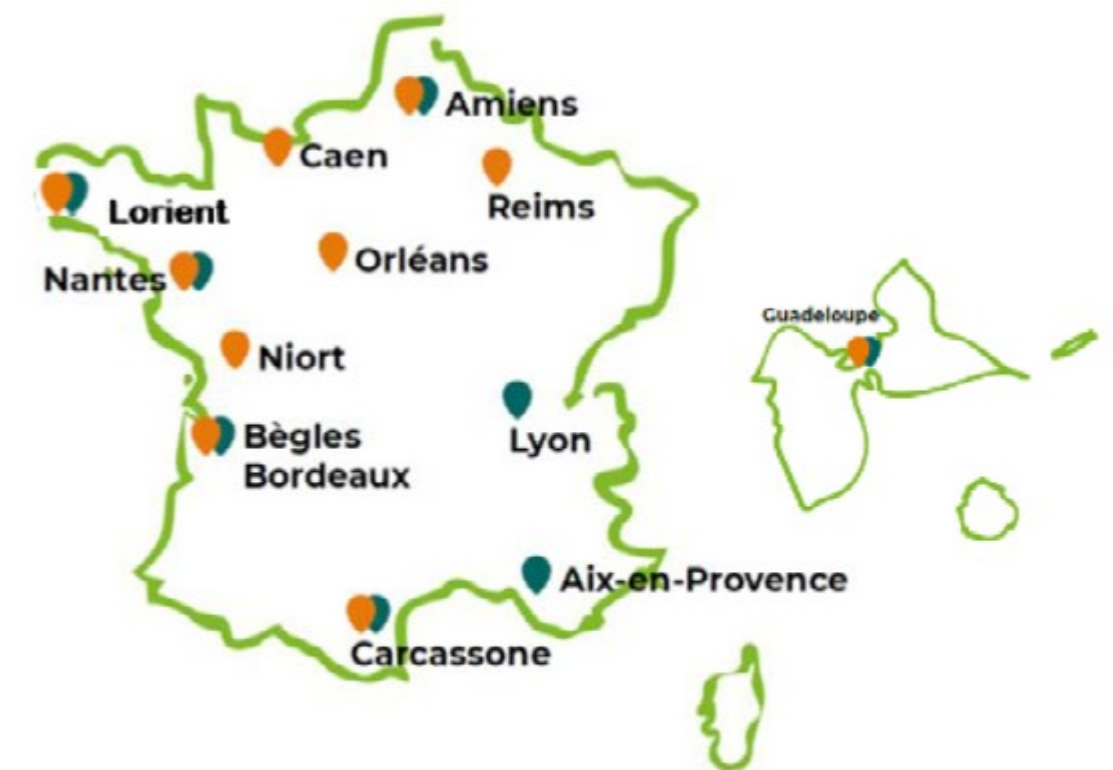 Amiens
Caen
Reims
Lorient
Orléans
Nantes
Guadeloupe
Niort
Bègles
Bordeaux
Lyon
Aix-en-Provence
Carcassone